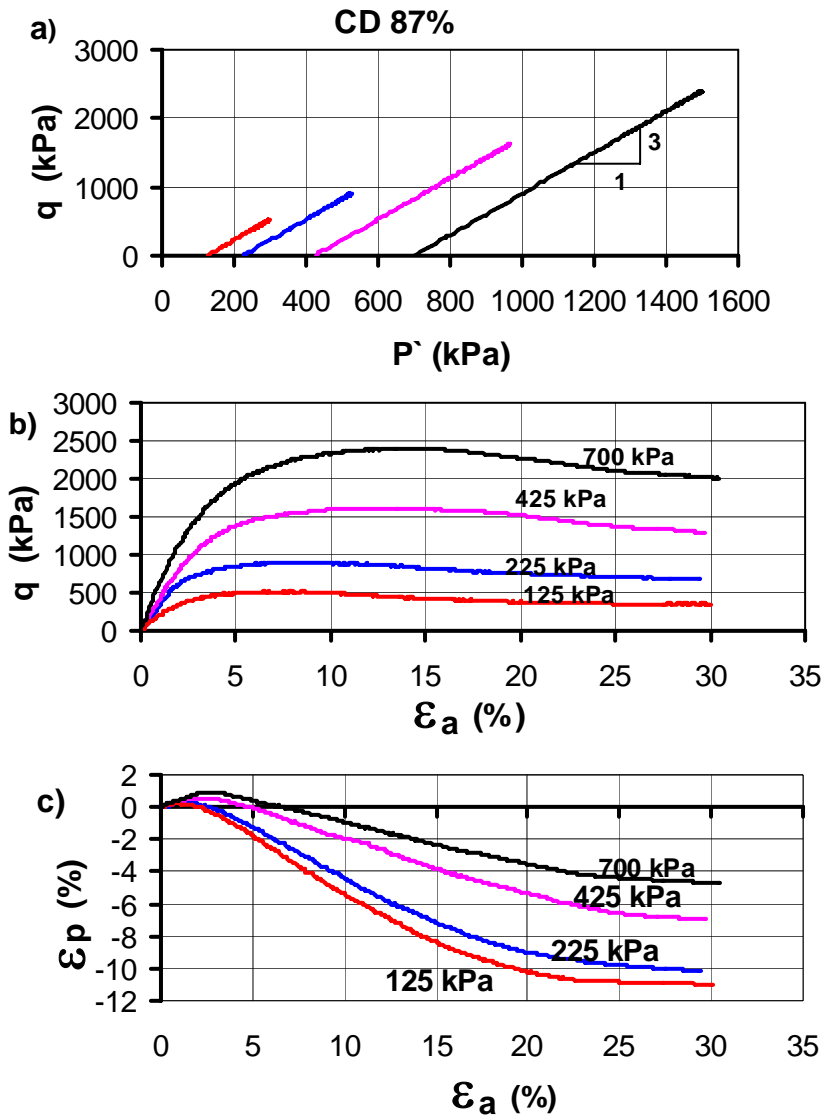 a) CD 87%
q (kPa)
3000
2000
1000
0
3
1
0 200 400 600 800 1000 1200 1400 1600
P` (kPa)
b)
q (kPa)
3000
2500
2000
1500
1000
500
0
700 kPa
425 kPa
225 kPa
125 kPa
0 5 10 15 20 25 30 35
εa (%)
c)
εp (%)
2
0
-2
-4
-6
-8
-10
-12
700 kPa
425 kPa
225 kPa
125 kPa
0 5 10 15 20 25 30 35
εa (%)